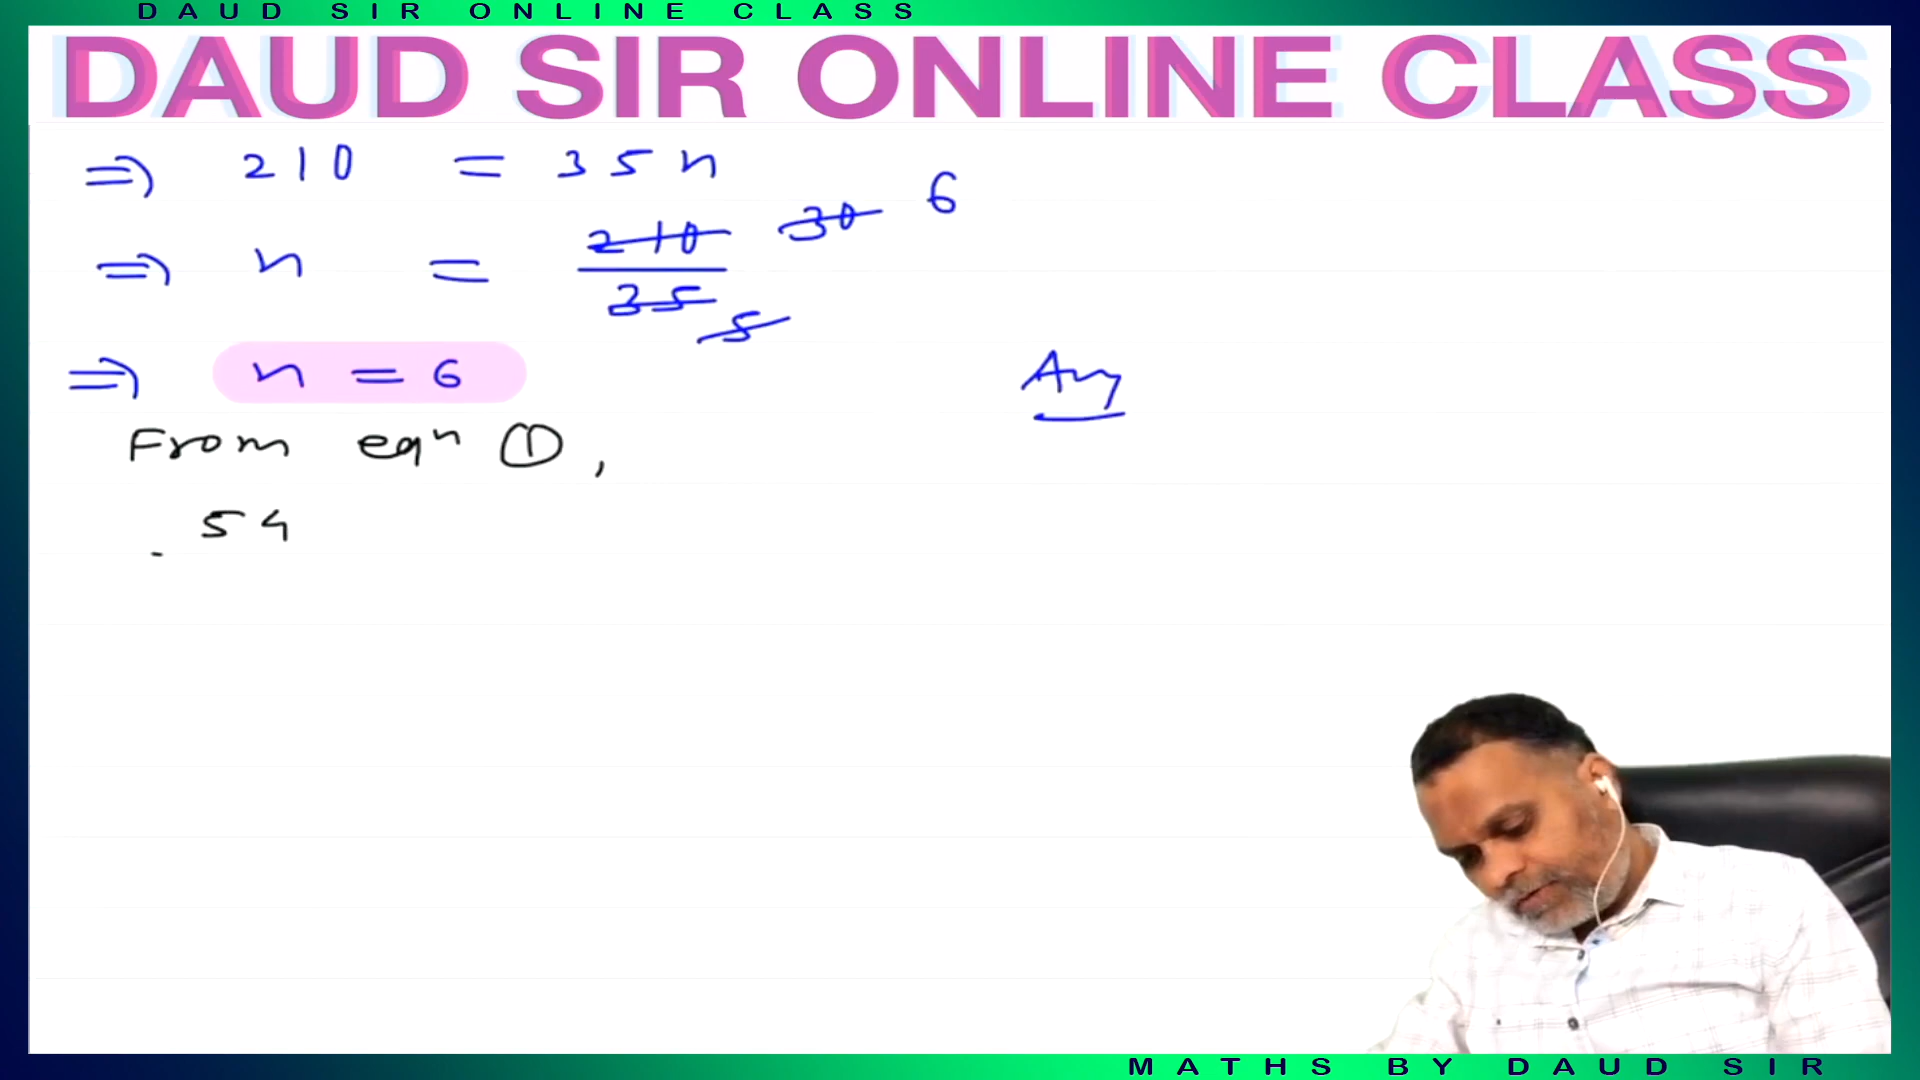 DAUD SIR ONLINE CLASS
DAUD SIR ONLINE CLASS
⇒ 210 = 35n
⇒ n = 210/35 30 6
5
⇒ n = 6
Ans
From eqn ①,
54
MATHS BY DAUD SIR